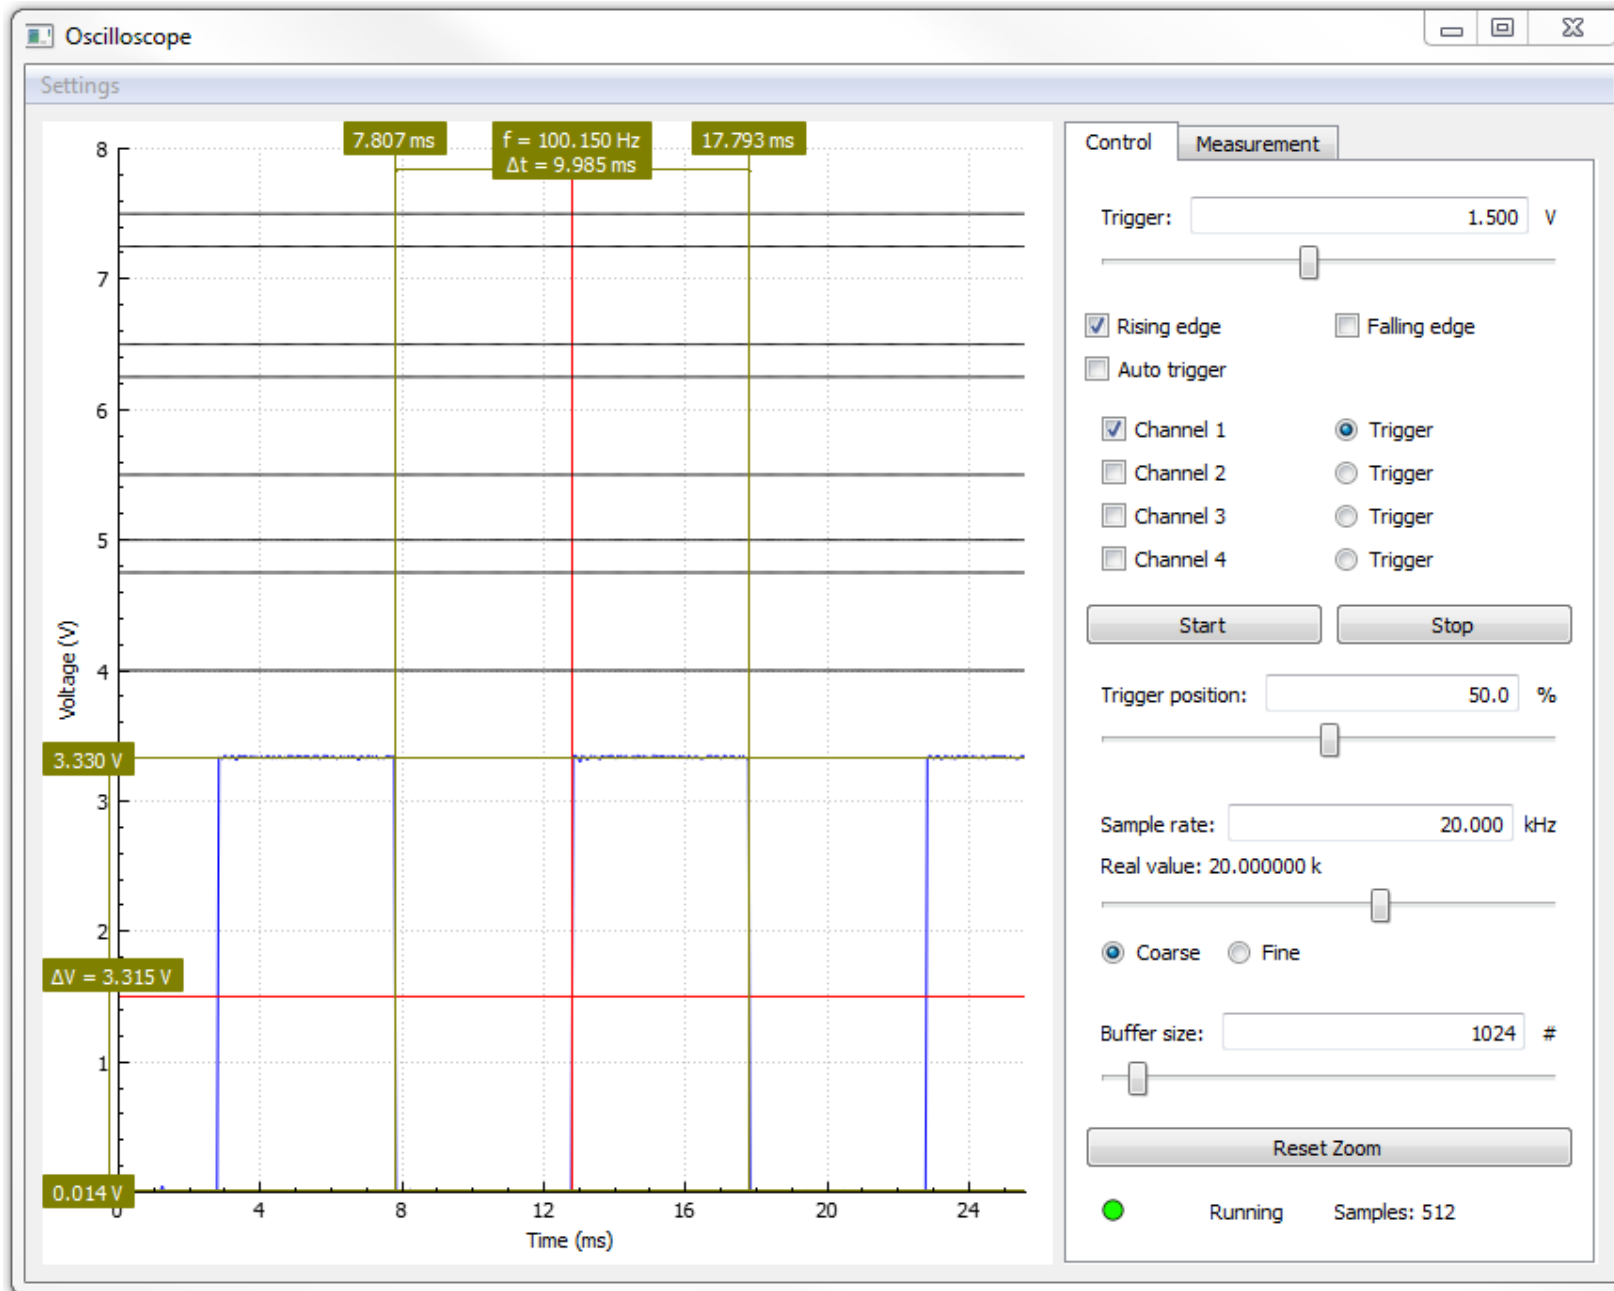 Oscilloscope
Settings
7.807 ms
f = 100.150 Hz
Δt = 9.985 ms
17.793 ms
8
7
6
5
4
3
2
1
Voltage (V)
3.330 V
ΔV = 3.315 V
0.014 V
0
4
8
12
16
20
24
Time (ms)
Control
Measurement
Trigger: 1.500 V
Rising edge
Falling edge
Auto trigger
Channel 1
Trigger
Channel 2
Trigger
Channel 3
Trigger
Channel 4
Trigger
Start
Stop
Trigger position: 50.0 %
Sample rate: 20.000 kHz
Real value: 20.000000 k
Coarse
Fine
Buffer size: 1024 #
Reset Zoom
Running
Samples: 512